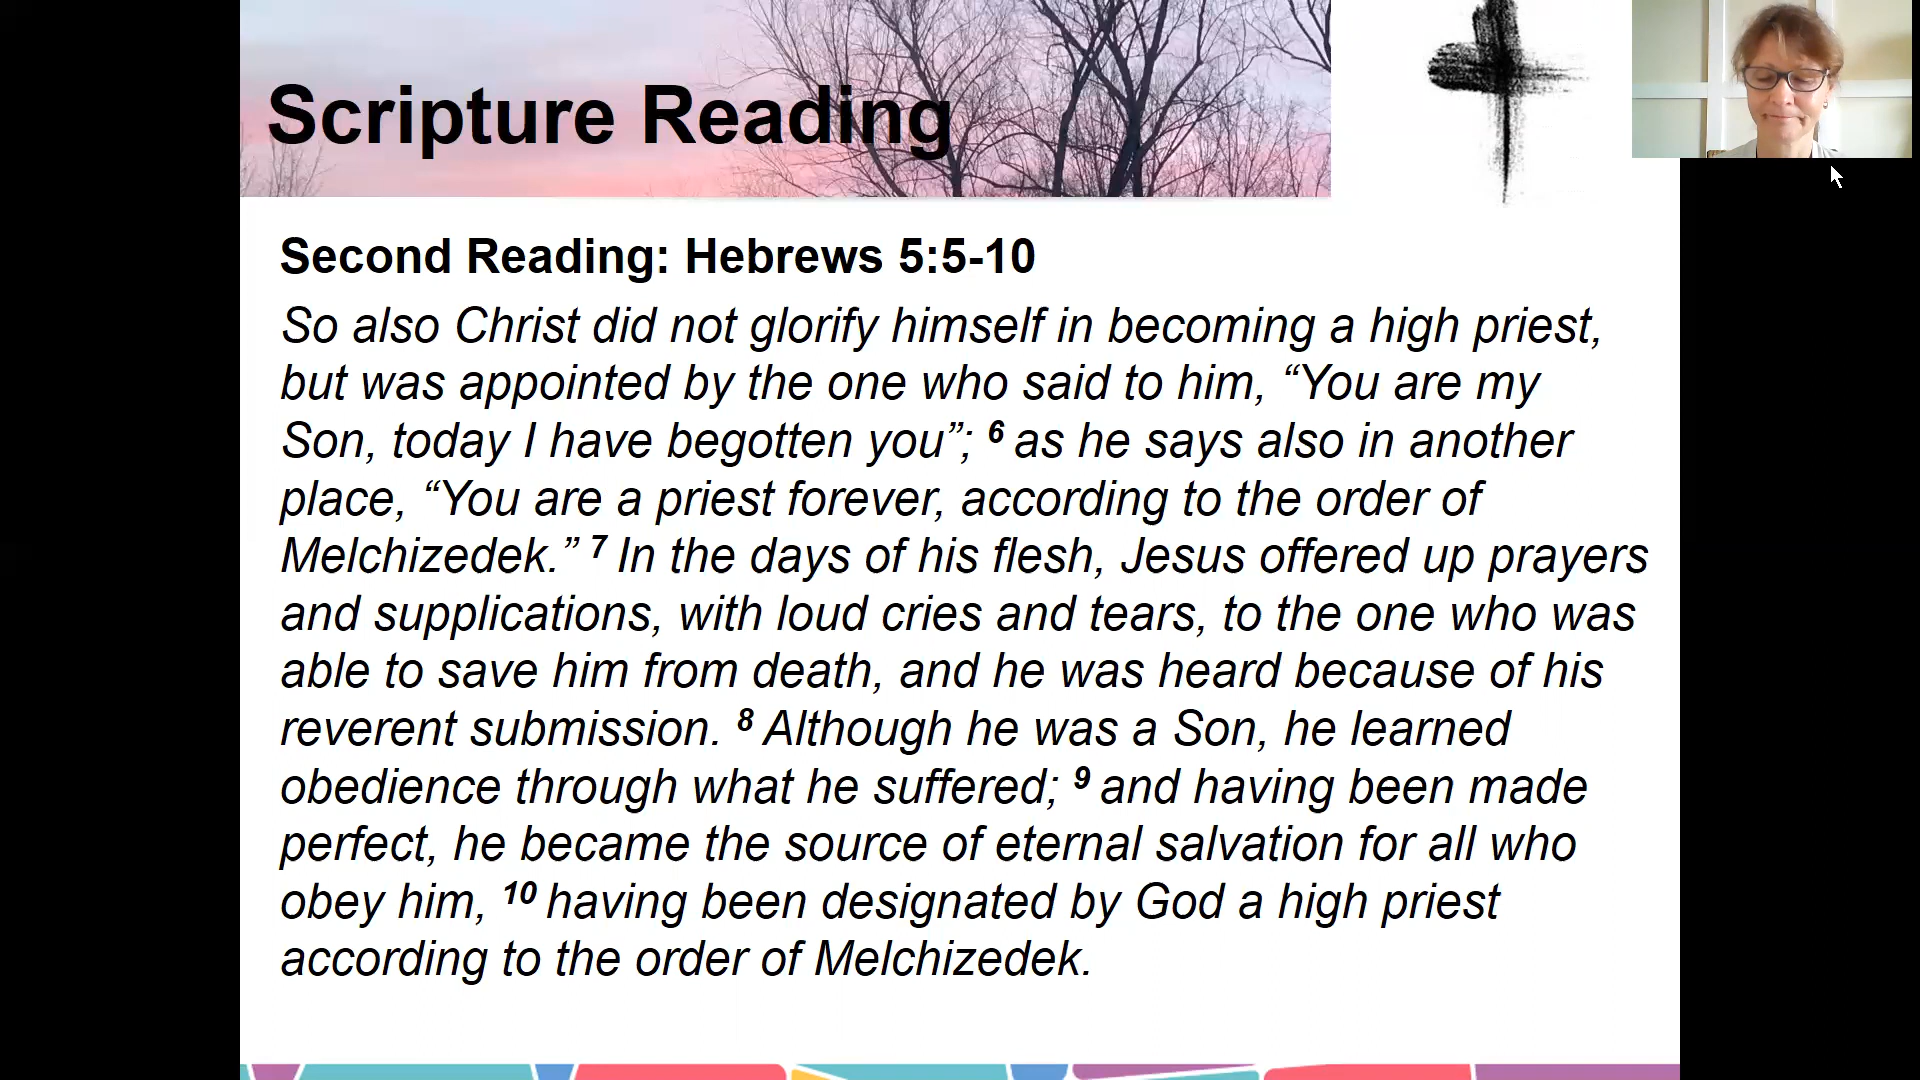 Scripture Reading
Second Reading: Hebrews 5:5-10
So also Christ did not glorify himself in becoming a high priest,
but was appointed by the one who said to him, “You are my
Son, today I have begotten you”; 6 as he says also in another
place, “You are a priest forever, according to the order of
Melchizedek.” 7 In the days of his flesh, Jesus offered up prayers
and supplications, with loud cries and tears, to the one who was
able to save him from death, and he was heard because of his
reverent submission. 8 Although he was a Son, he learned
obedience through what he suffered; 9 and having been made
perfect, he became the source of eternal salvation for all who
obey him, 10 having been designated by God a high priest
according to the order of Melchizedek.